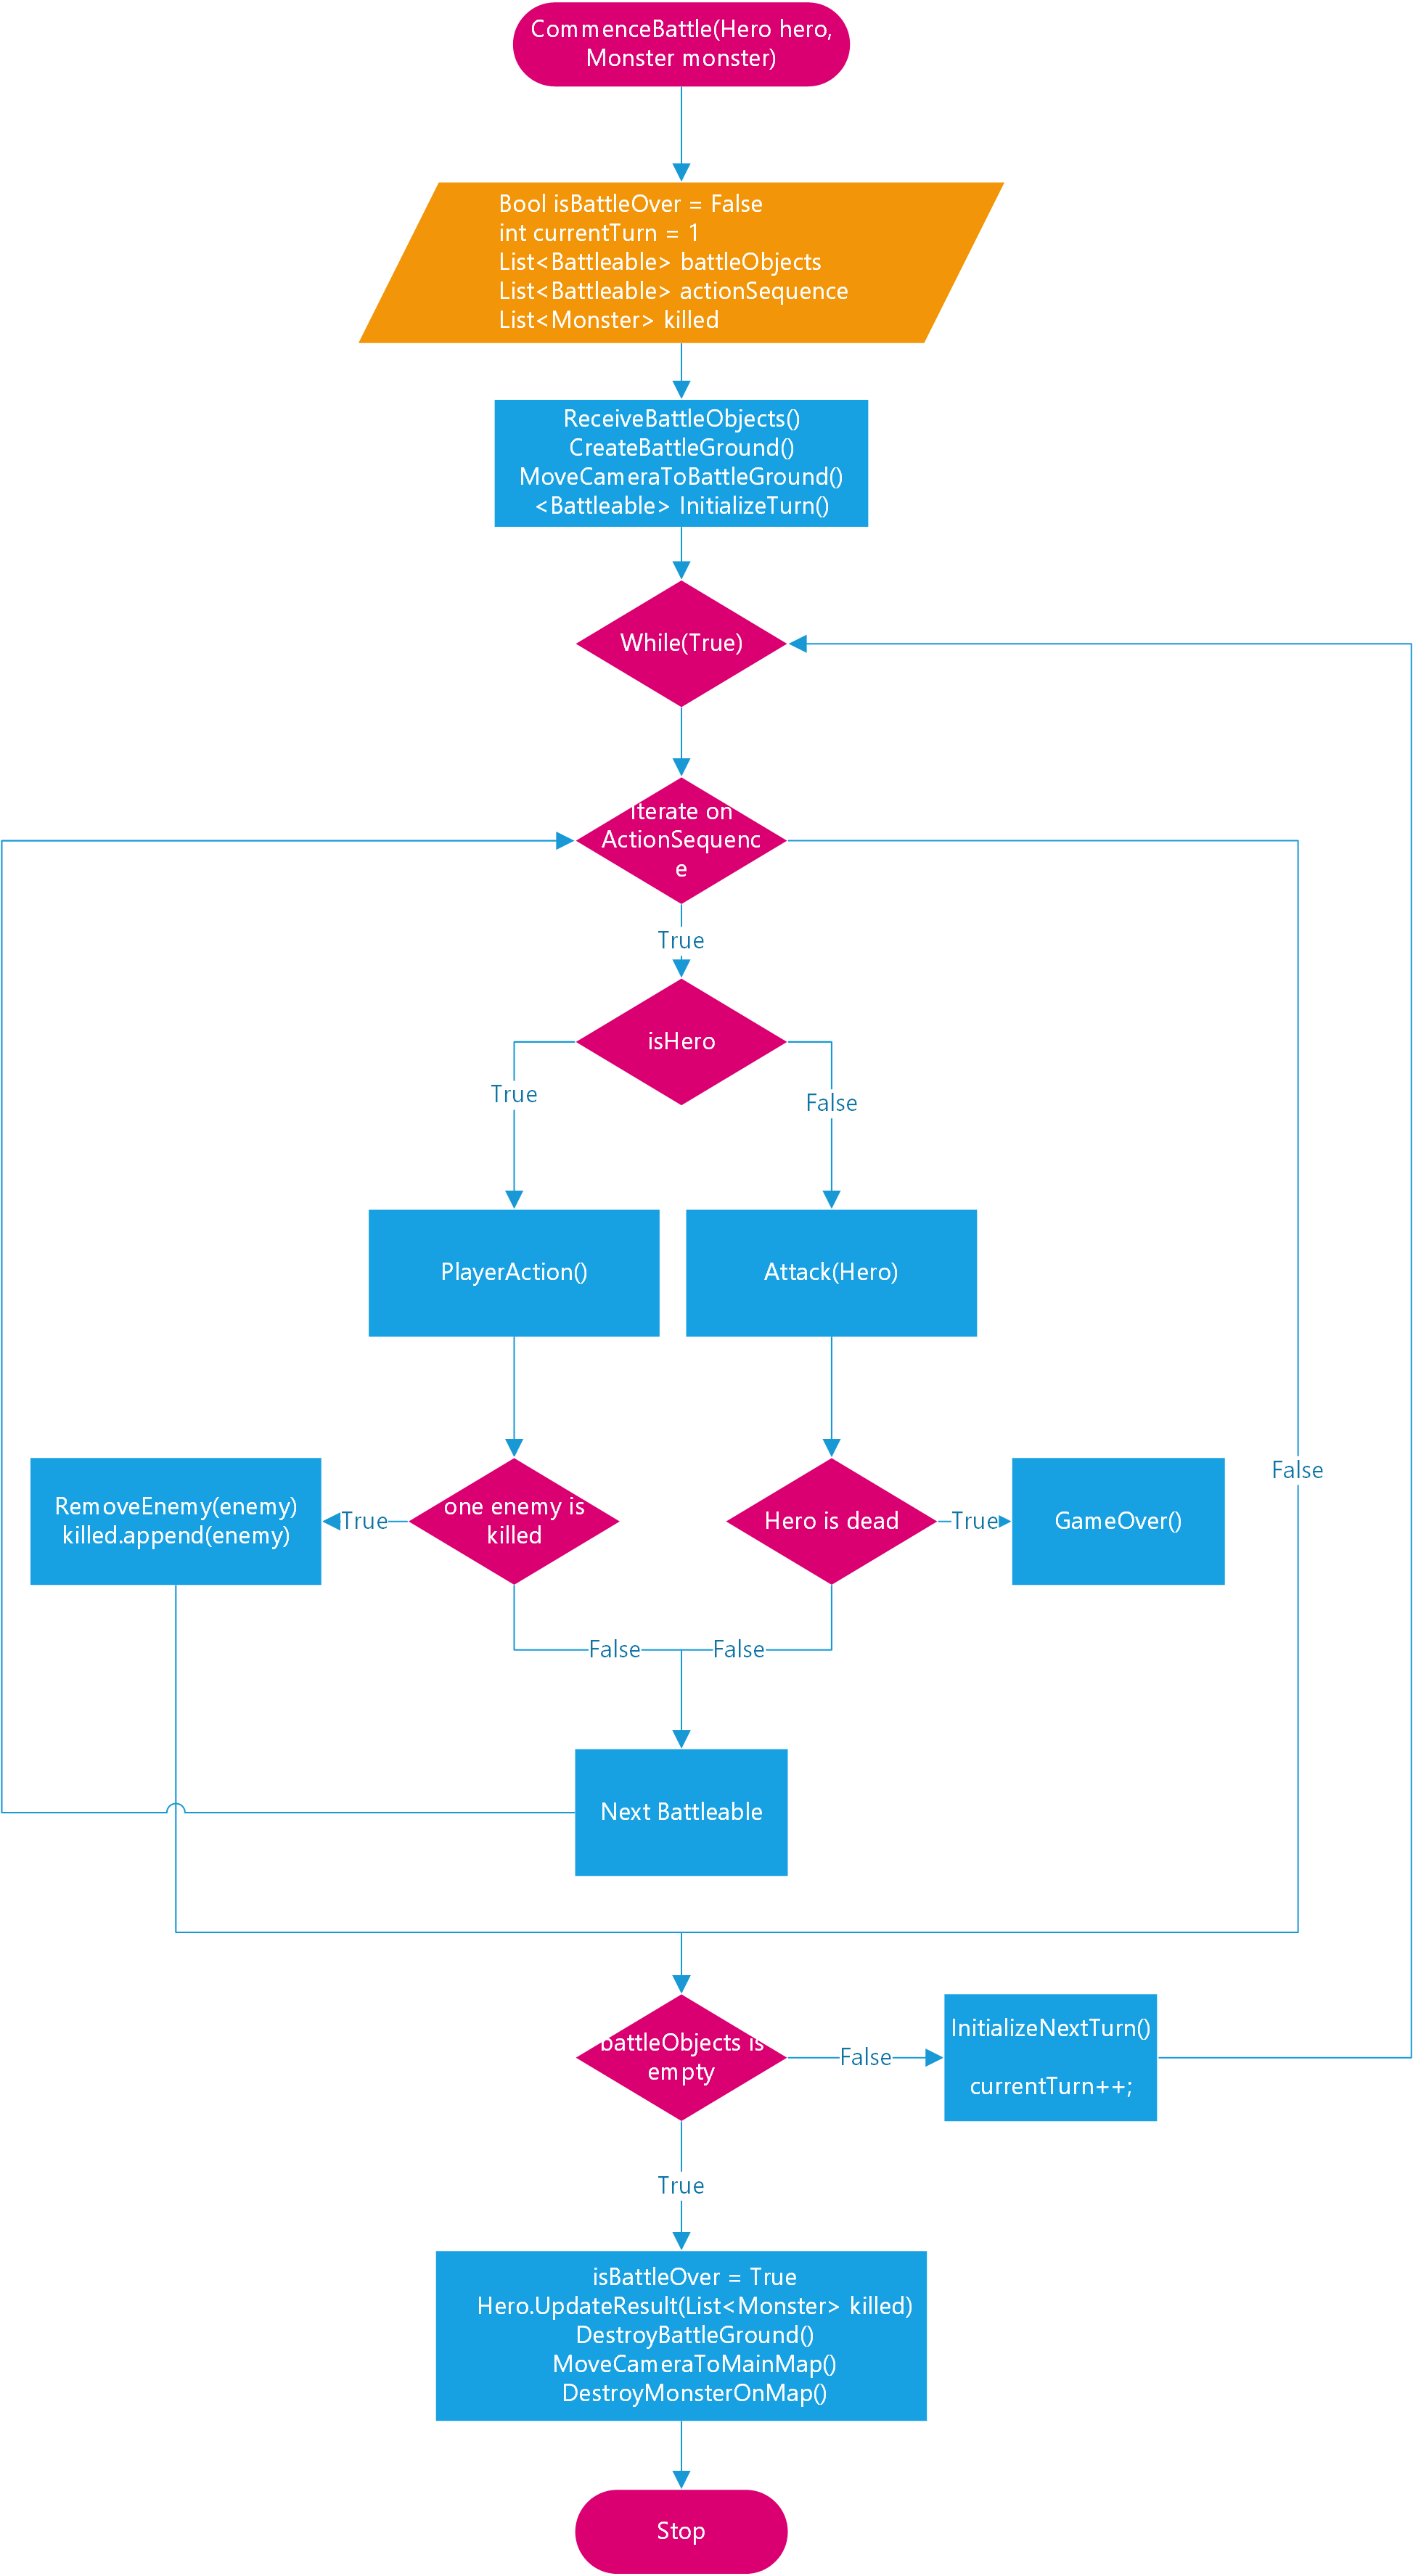 CommenceBattle(Hero hero,
Monster monster)
Bool isBattleOver = False
int currentTurn = 1
List<Battleable> battleObjects
List<Battleable> actionSequence
List<Monster> killed
ReceiveBattleObjects()
CreateBattleGround()
MoveCameraToBattleGround()
<Battleable> InitializeTurn()
While(True)
Iterate on
ActionSequenc
e
True
isHero
True
False
PlayerAction()
Attack(Hero)
False
RemoveEnemy(enemy)
killed.append(enemy)
True
one enemy is
killed
Hero is dead
True
GameOver()
False
False
Next Battleable
battleObjects is
empty
False
InitializeNextTurn()
currentTurn++;
True
isBattleOver = True
Hero.UpdateResult(List<Monster> killed)
DestroyBattleGround()
MoveCameraToMainMap()
DestroyMonsterOnMap()
Stop